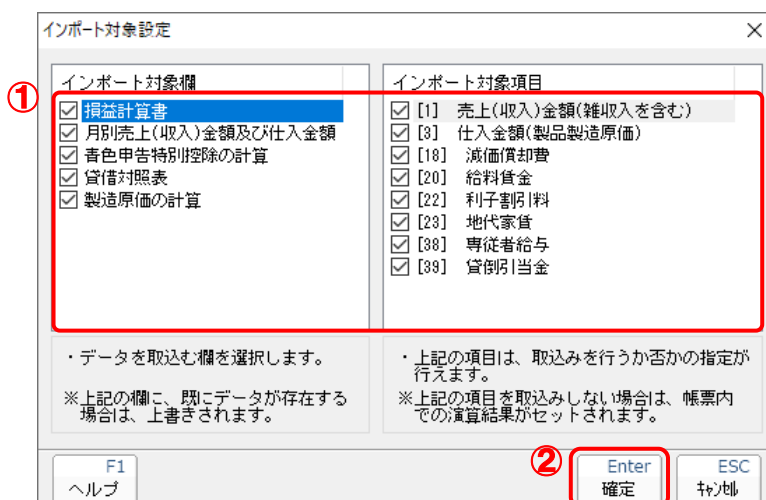 インポート対象設定
①
インポート対象欄
損益計算書
月別売上(収入)金額及び仕入金額
青色申告特別控除の計算
貸借対照表
製造原価の計算
インポート対象項目
[1] 売上(収入)金額(雑収入を含む)
[3] 仕入金額(製品製造原価)
[18] 減価償却費
[20] 給料賃金
[22] 利子割引料
[23] 地代家賃
[38] 専従者給与
[39] 貸倒引当金
・データを取込む欄を選択します。
※上記の欄に、既にデータが存在する
場合は、上書きされます。
・上記の項目は、取込みを行うか否かの指定が
行えます。
※上記の項目を取込みしない場合は、帳票内
での演算結果がセットされます。
F1
ヘルプ
②
Enter
確定
ESC
ｷｬﾝｾﾙ